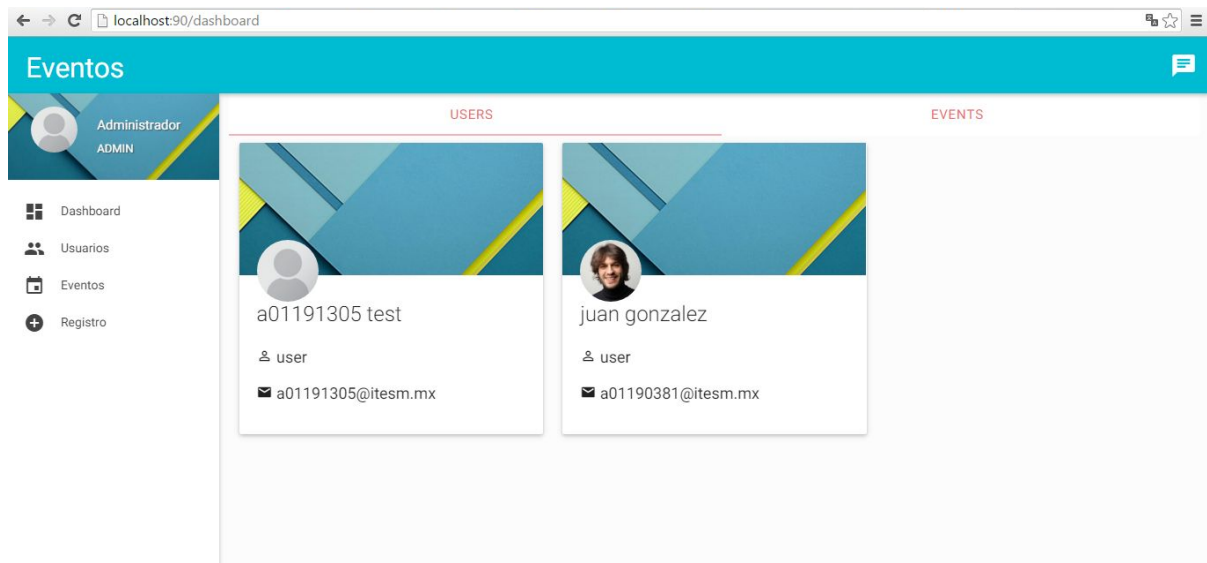 localhost:90/dashboard
Eventos
Administrador
ADMIN
Dashboard
Usuarios
Eventos
Registro
USERS
EVENTS
a01191305 test
user
a01191305@itesm.mx
juan gonzalez
user
a01190381@itesm.mx